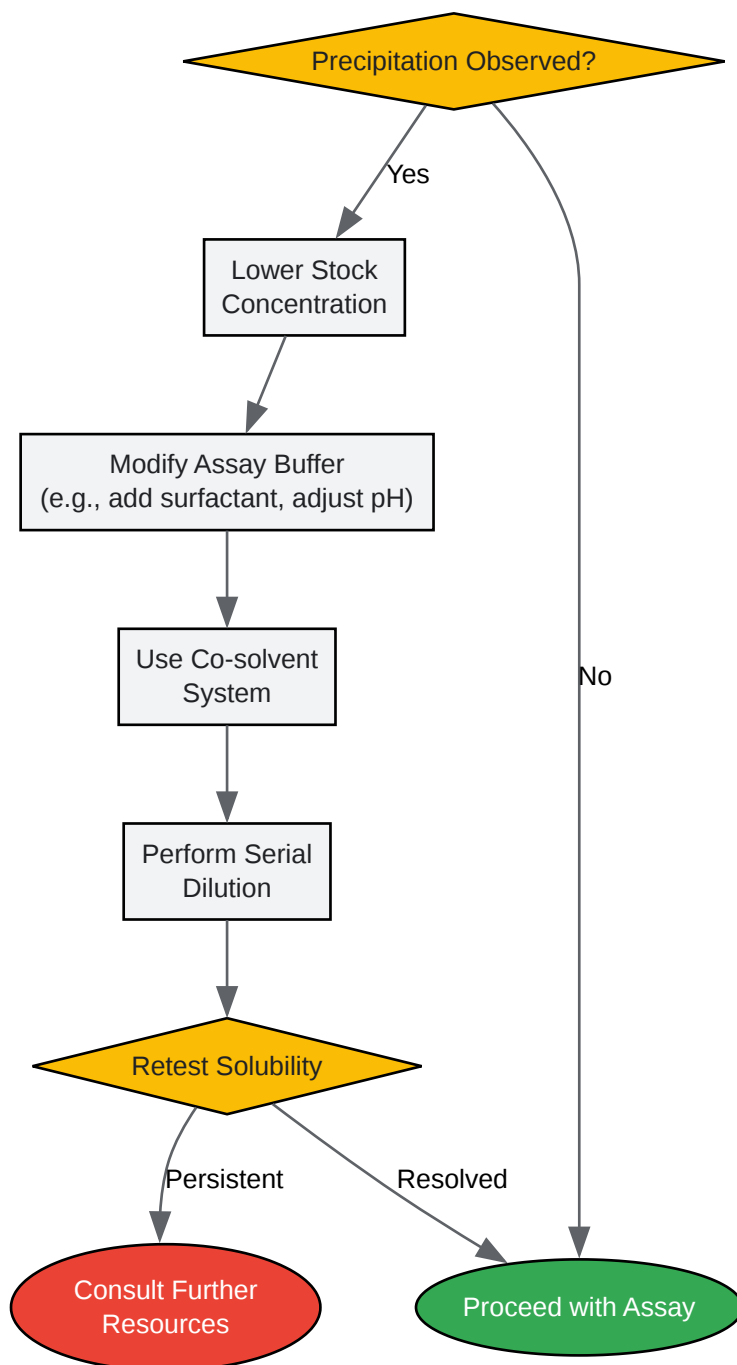 Precipitation Observed?
Yes
Lower Stock
Concentration
Modify Assay Buffer
(e.g., add surfactant, adjust pH)
Use Co-solvent
System
No
Perform Serial
Dilution
Retest Solubility
Persistent
Resolved
Consult Further
Resources
Proceed with Assay